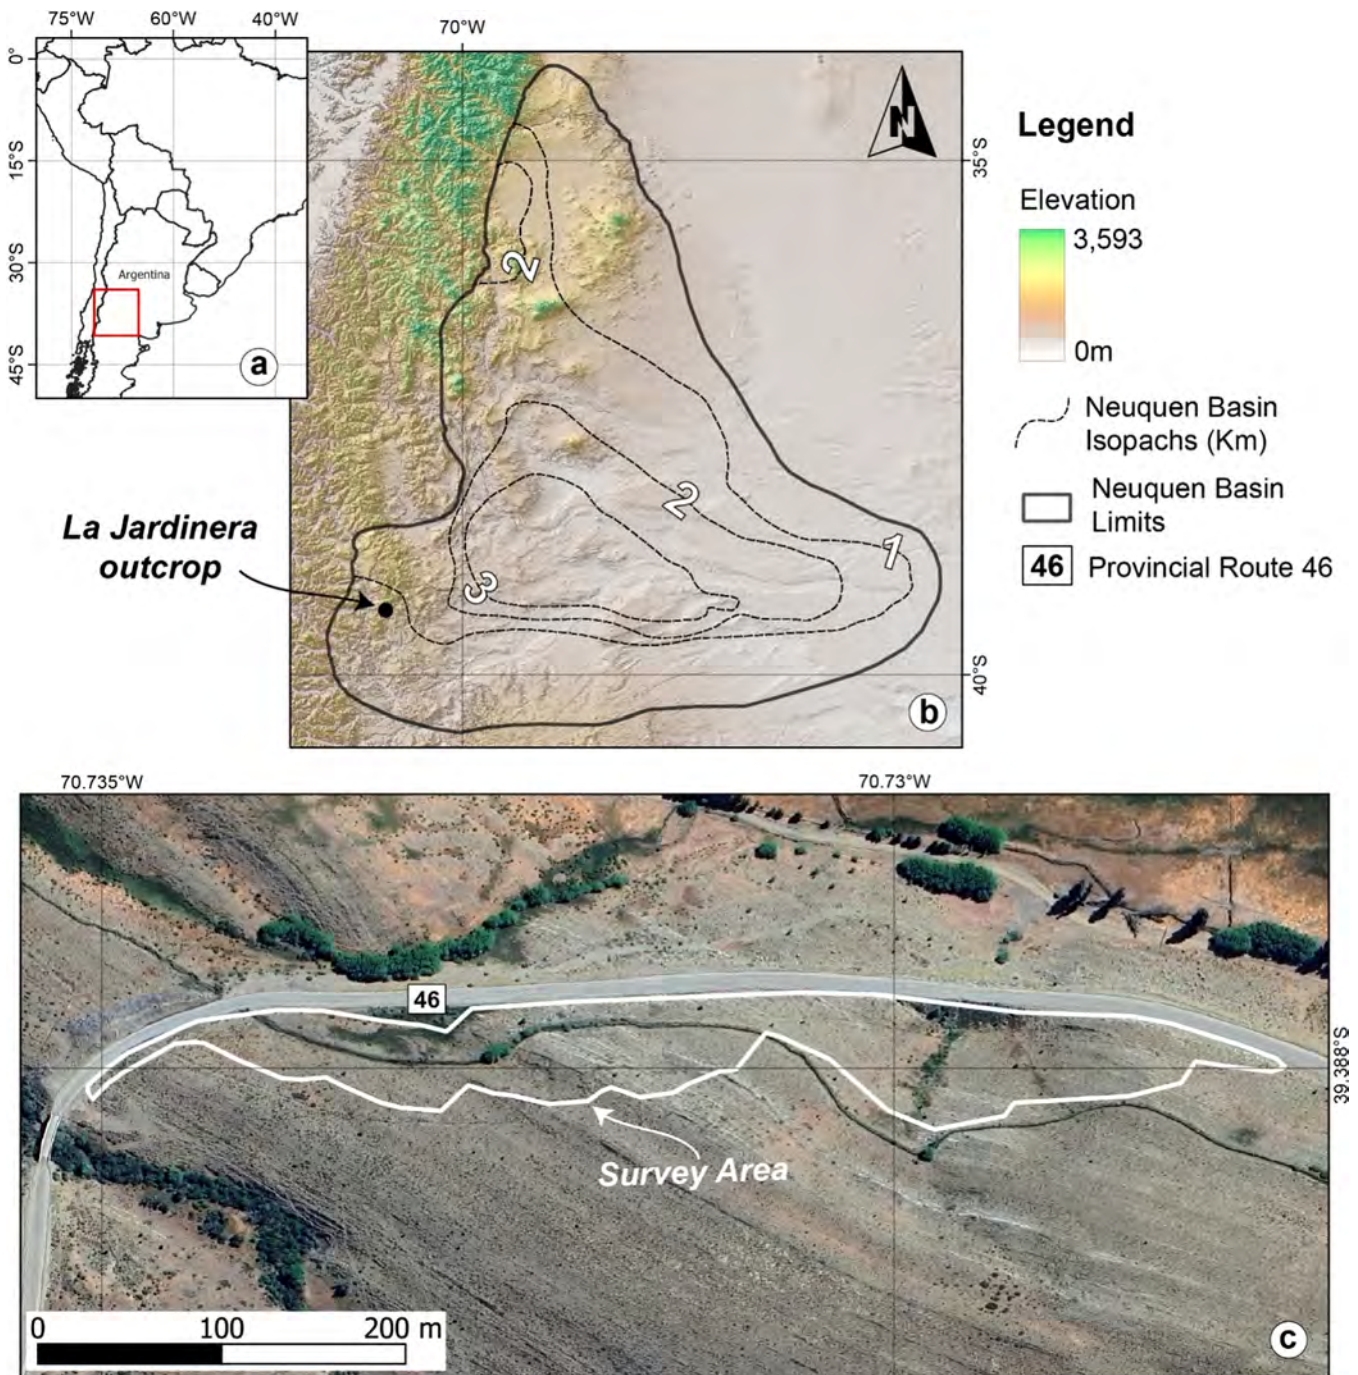 75°W 60°W 40°W
0°
15°S
30°S
45°S
Argentina
a
70°W
N
35°S
40°S
2
2
1
3
La Jardinera
outcrop
b
Legend
Elevation
3,593
0m
Neuquen Basin
Isopachs (Km)
Neuquen Basin
Limits
46 Provincial Route 46
70.735°W 70.73°W
39.388°S
46
Survey Area
0 100 200 m
c